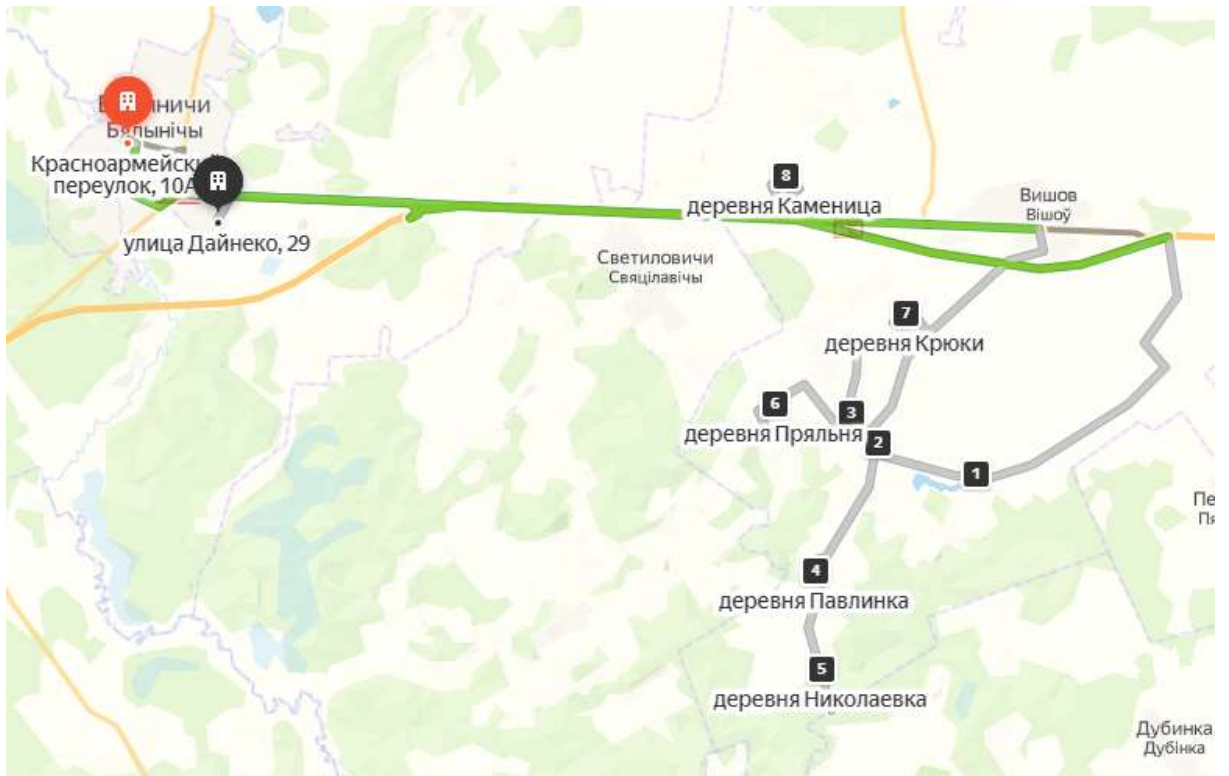 Бялынічы
Красноармейский
переулок, 10А
улица Дайнеко, 29
8
деревня Каменица
Вишов
Вішоў
Светиловичи
Свяцілавічы
7
деревня Крюки
6
3
деревня Пряльня
2
1
4
деревня Павлинка
5
деревня Николаевка
Дубинка
Дубінка